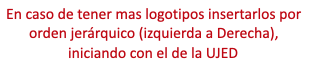 En caso de tener mas logotipos insertarlos por
orden jerárquico (izquierda a Derecha),
iniciando con el de la UJED